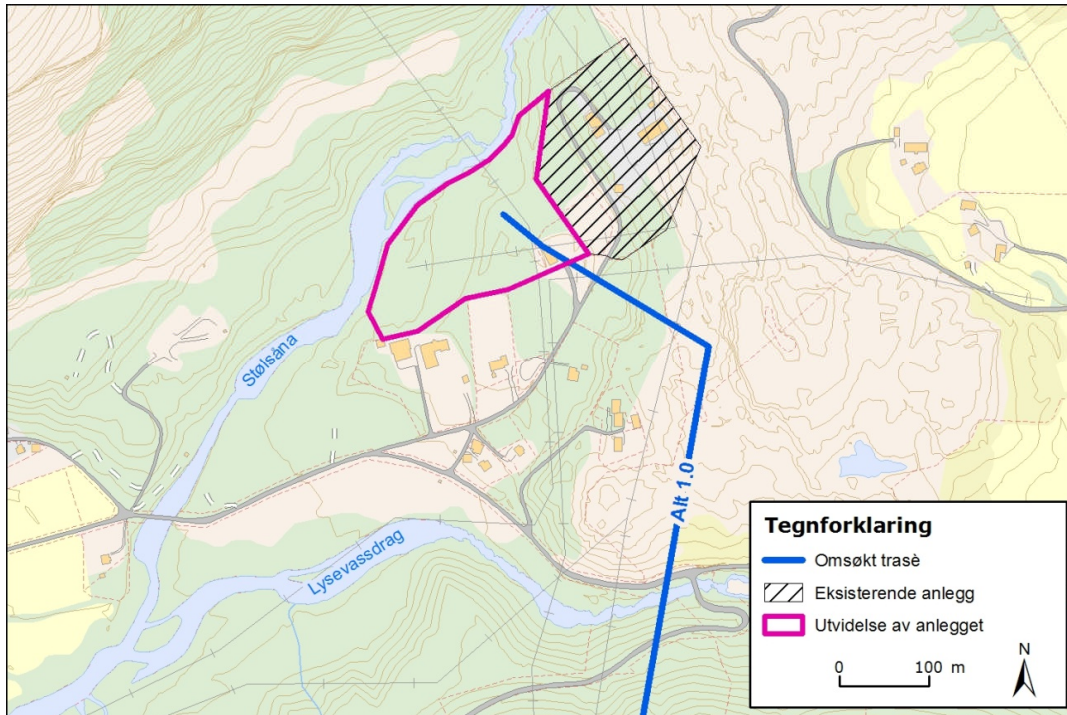 Stølsåna
Lysevassdrag
Alt 1.0
Tegnforklaring
Omsøkt trasè
Eksisterende anlegg
Utvidelse av anlegget
0 100 m
N